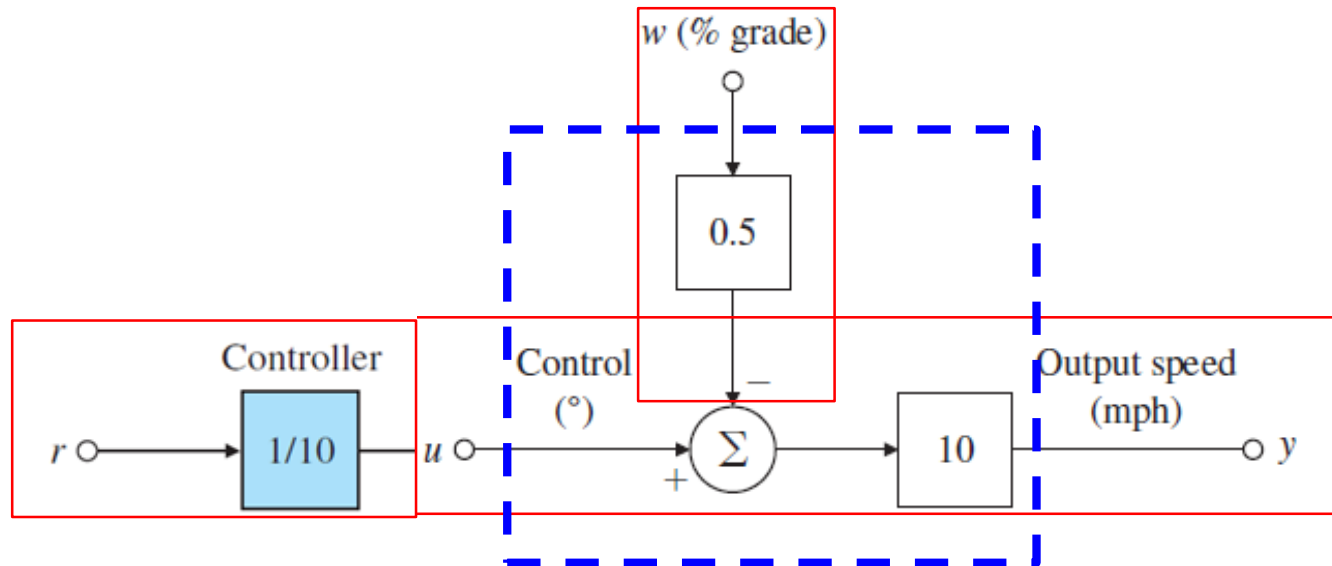 w (% grade)
0.5
Controller
Control
(°)
−
Output speed
(mph)
r
1/10
u
+
Σ
10
y